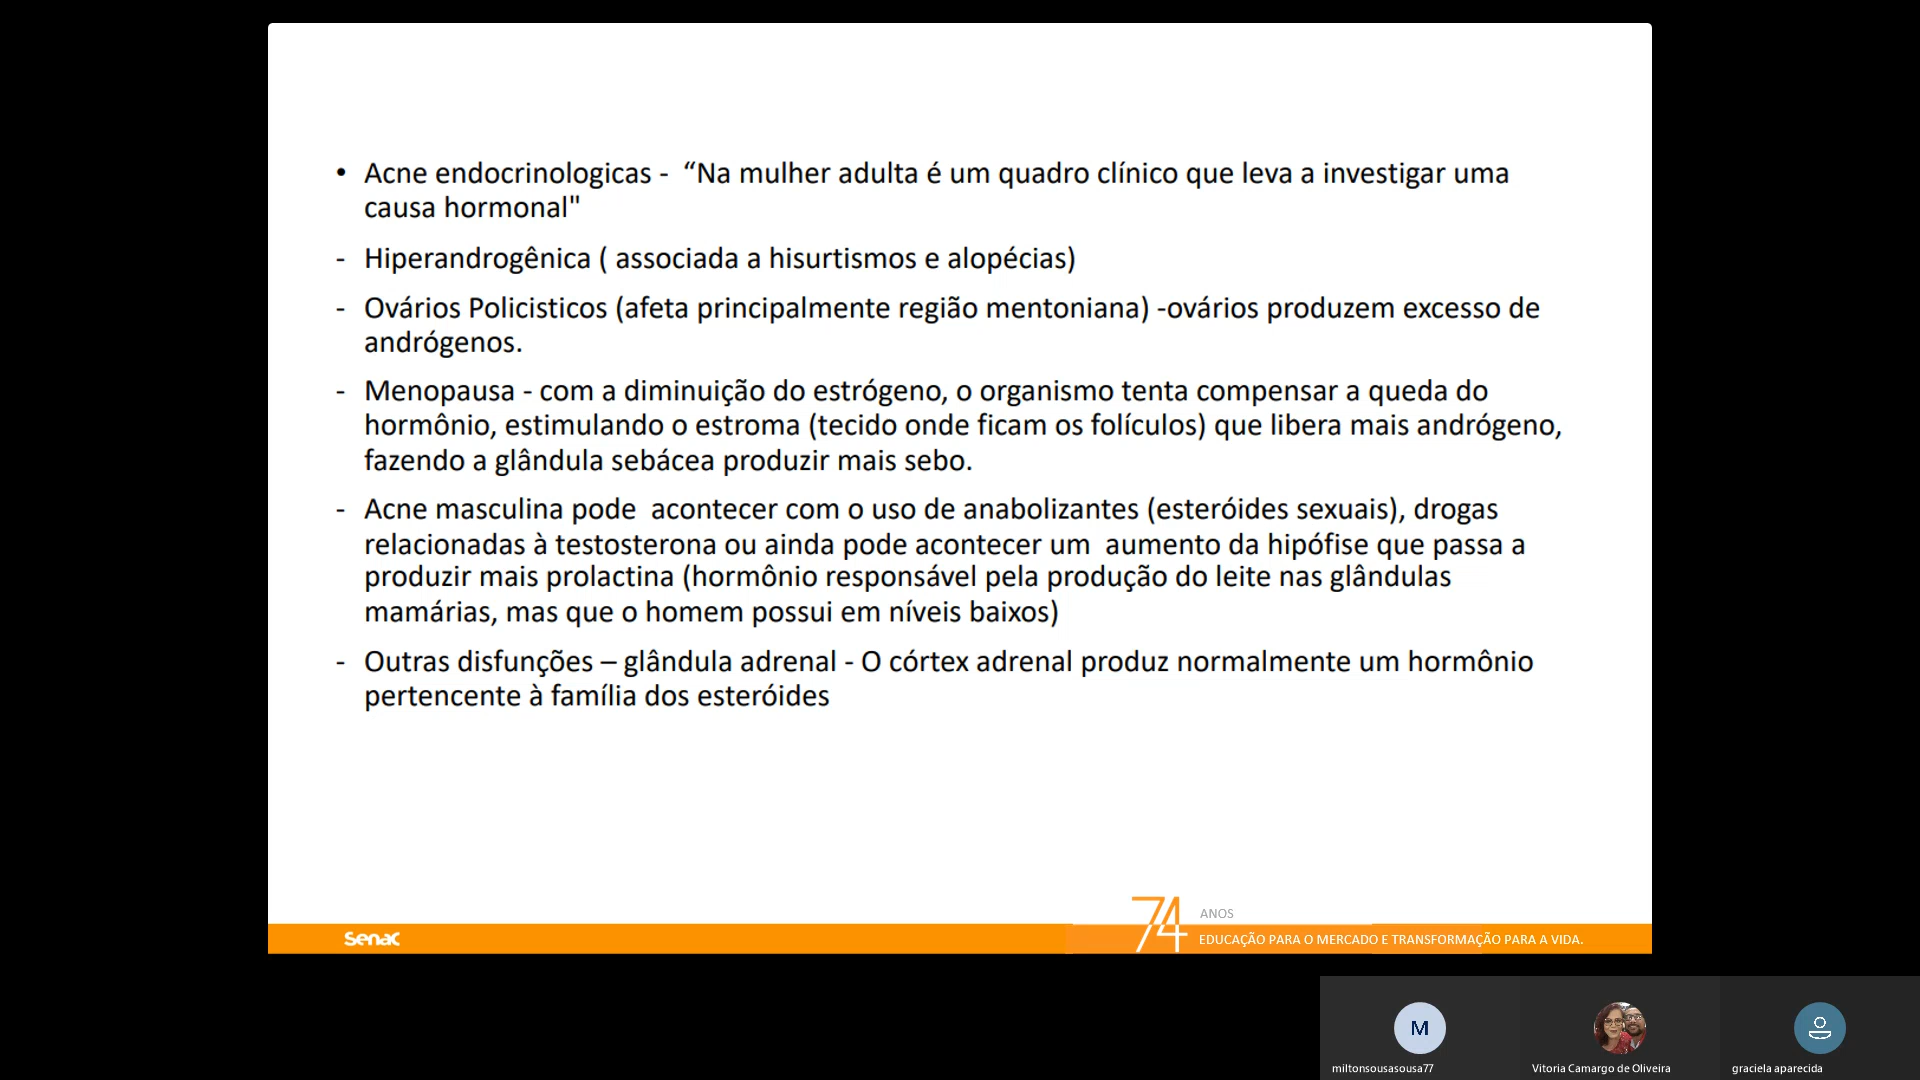 • Acne endocrinologicas - “Na mulher adulta é um quadro clínico que leva a investigar uma
causa hormonal"
- Hiperandrogênica ( associada a hisurtismos e alopécias)
- Ovários Policisticos (afeta principalmente região mentoniana) -ovários produzem excesso de
andrógenos.
- Menopausa - com a diminuição do estrógeno, o organismo tenta compensar a queda do
hormônio, estimulando o estroma (tecido onde ficam os folículos) que libera mais andrógeno,
fazendo a glândula sebácea produzir mais sebo.
- Acne masculina pode  acontecer com o uso de anabolizantes (esteróides sexuais), drogas
relacionadas à testosterona ou ainda pode acontecer um  aumento da hipófise que passa a
produzir mais prolactina (hormônio responsável pela produção do leite nas glândulas
mamárias, mas que o homem possui em níveis baixos)
- Outras disfunções – glândula adrenal - O córtex adrenal produz normalmente um hormônio
pertencente à família dos esteróides
74 ANOS
senac
EDUCAÇÃO PARA O MERCADO E TRANSFORMAÇÃO PARA A VIDA.
M
miltonsousasousa77
Vitoria Camargo de Oliveira
graciela aparecida